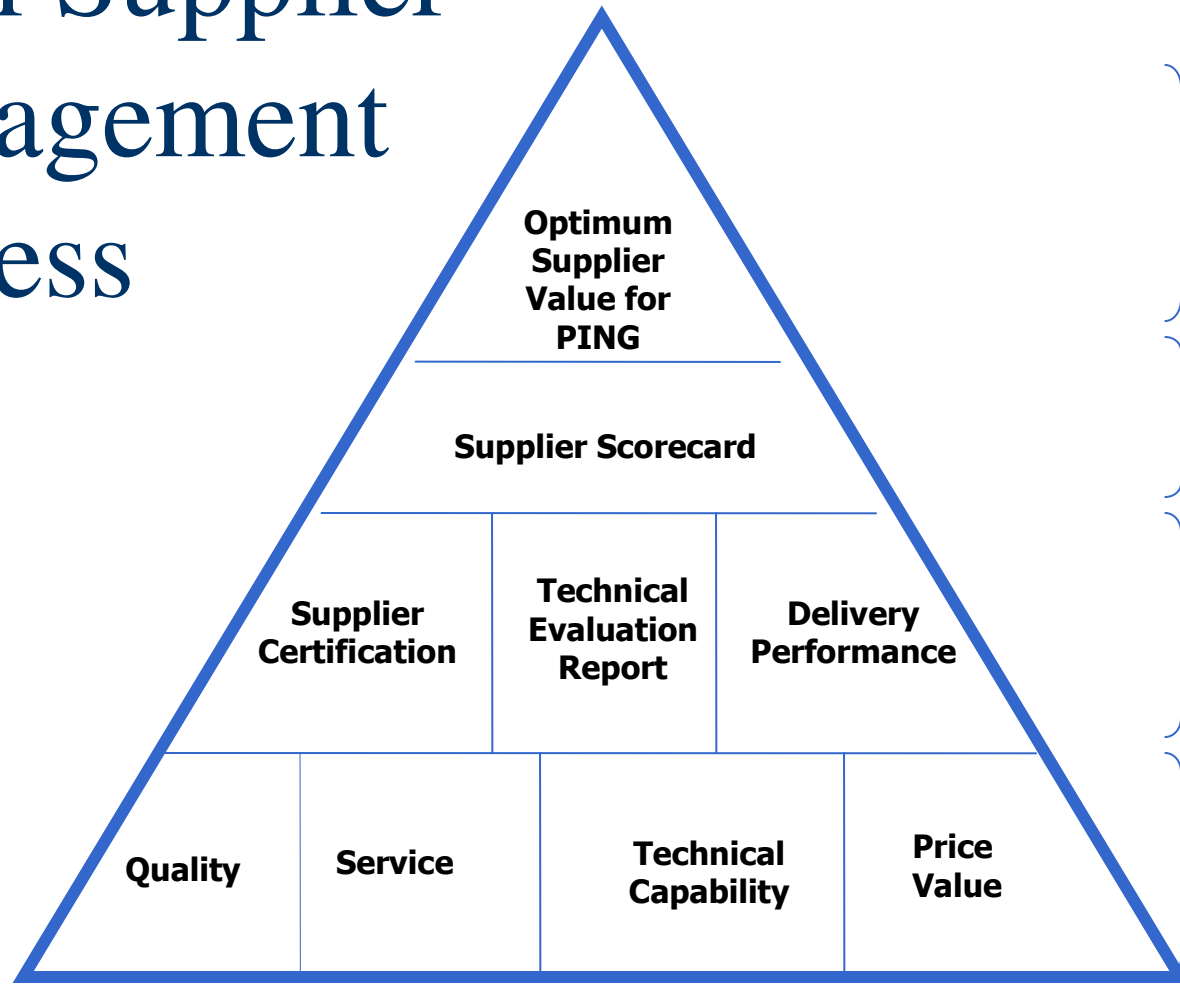 Supplier
agement
ess
Optimum
Supplier
Value for
PING
Supplier Scorecard
Supplier
Certification
Technical
Evaluation
Report
Delivery
Performance
Quality
Service
Technical
Capability
Price
Value